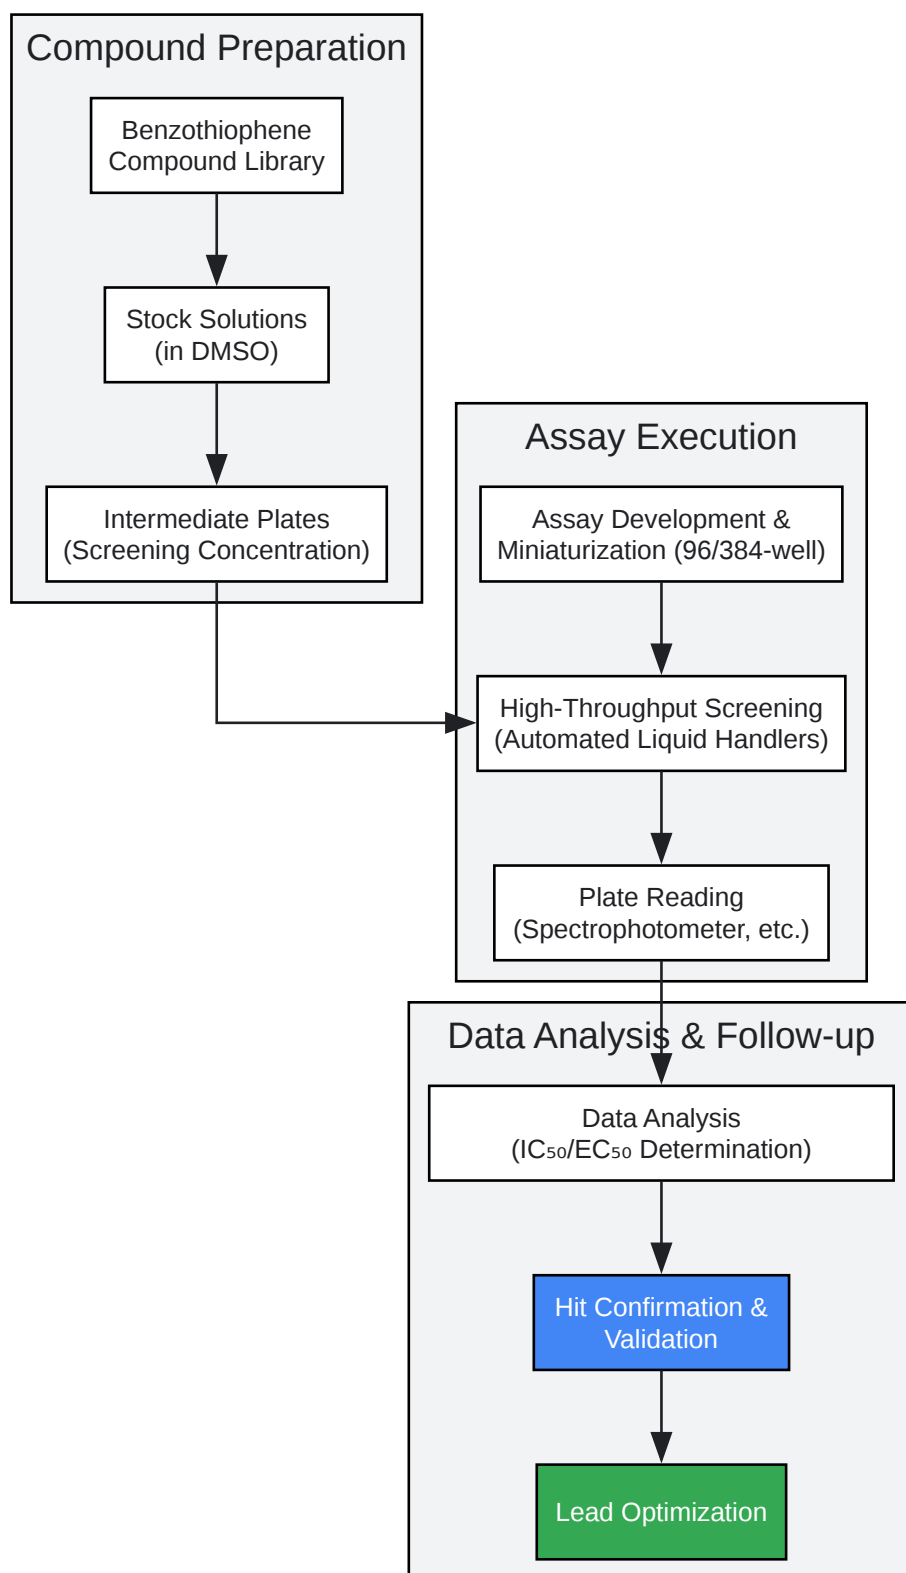 Compound Preparation
Benzothiophene
Compound Library
Stock Solutions
(in DMSO)
Intermediate Plates
(Screening Concentration)
Assay Execution
Assay Development &
Miniaturization (96/384-well)
High-Throughput Screening
(Automated Liquid Handlers)
Plate Reading
(Spectrophotometer, etc.)
Data Analysis & Follow-up
Data Analysis
(IC₅₀/EC₅₀ Determination)
Hit Confirmation &
Validation
Lead Optimization